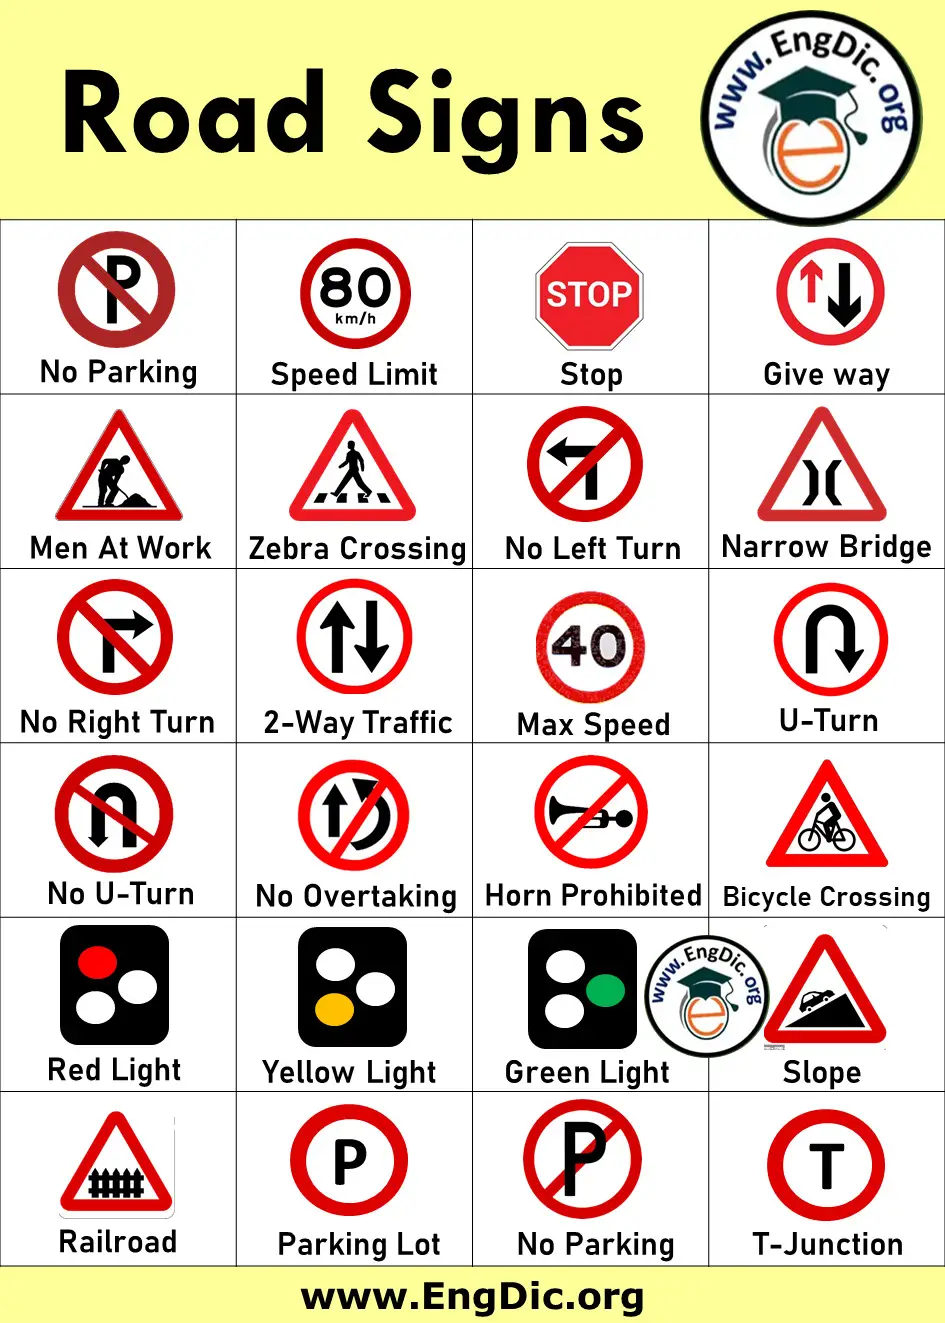 Road Signs
www.EngDic.org
P
80
km/h
STOP
No Parking
Speed Limit
Stop
Give way
Men At Work
Zebra Crossing
No Left Turn
Narrow Bridge
40
No Right Turn
2-Way Traffic
Max Speed
U-Turn
No U-Turn
No Overtaking
Horn Prohibited
Bicycle Crossing
www.EngDic.org
Red Light
Yellow Light
Green Light
Slope
P
P
T
Railroad
Parking Lot
No Parking
T-Junction
www.EngDic.org